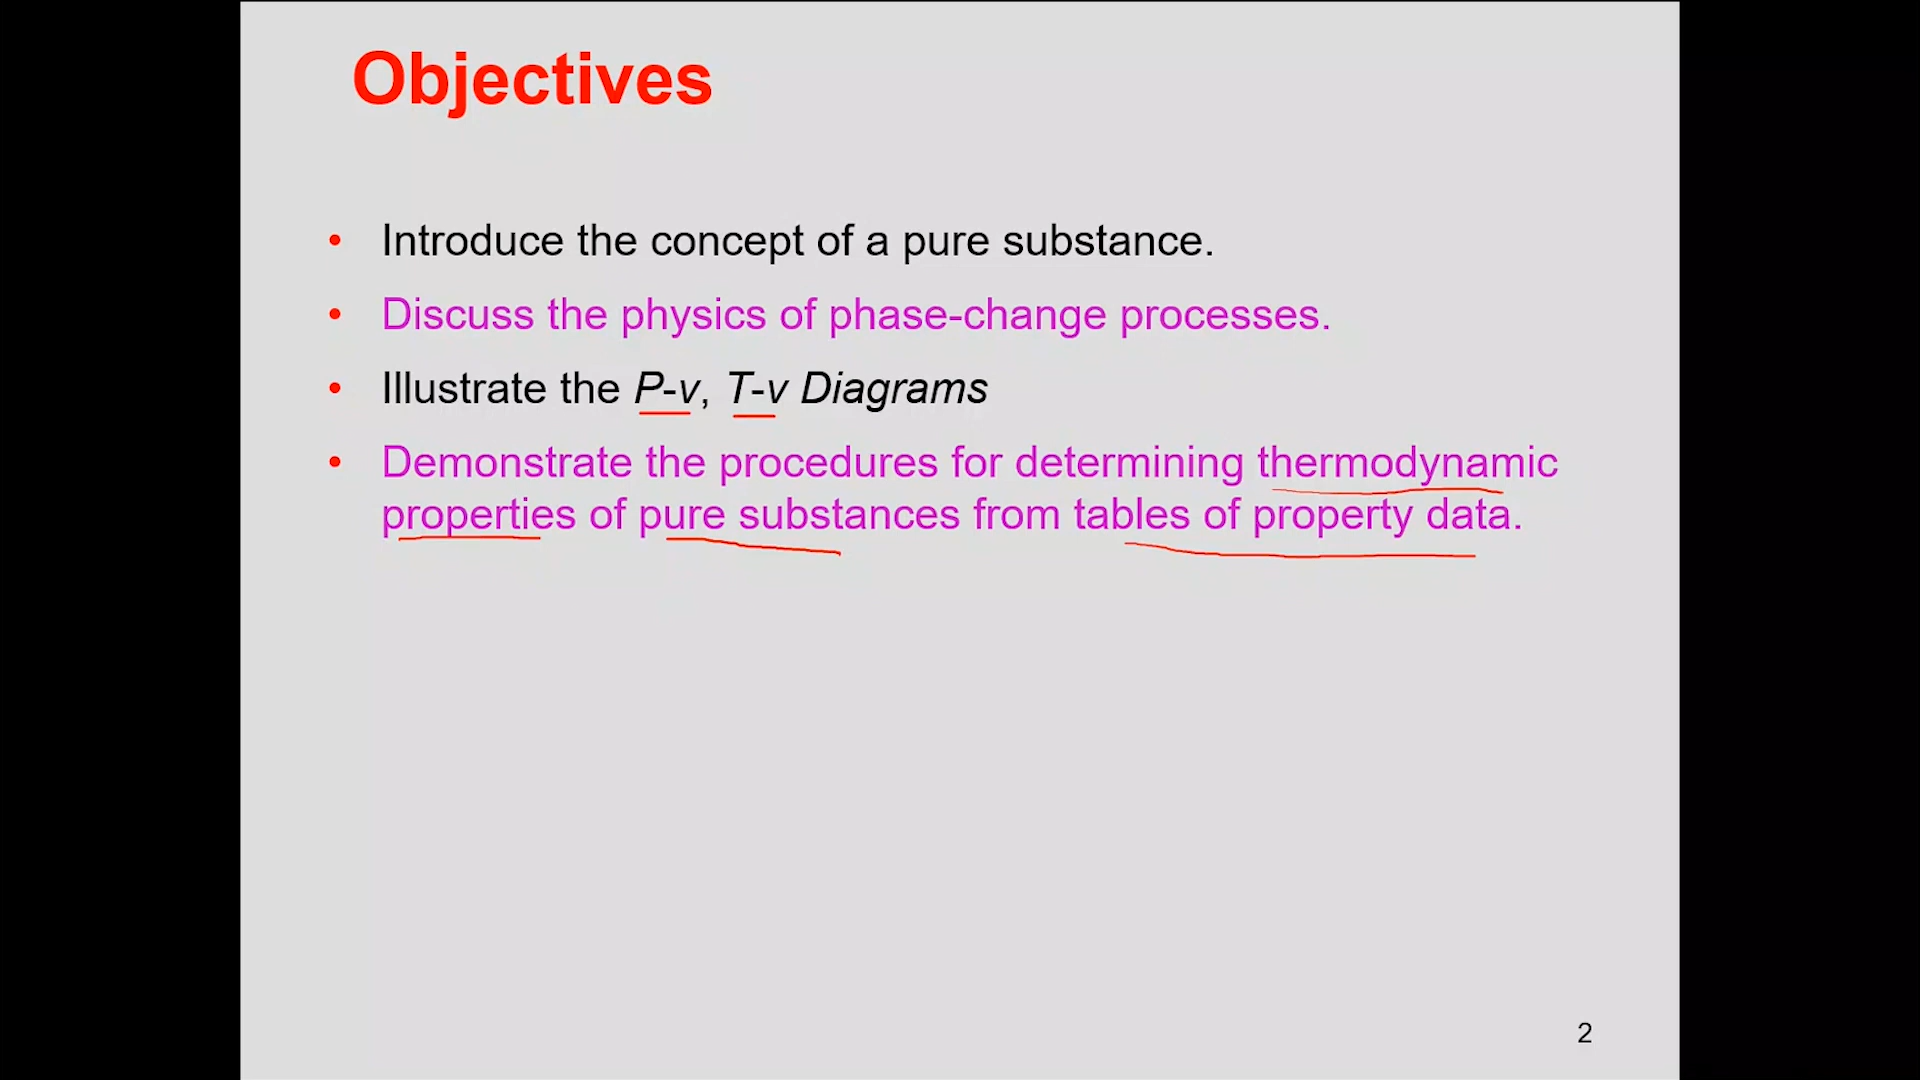 Objectives
• Introduce the concept of a pure substance.
• Discuss the physics of phase-change processes.
• Illustrate the P-v, T-v Diagrams
• Demonstrate the procedures for determining thermodynamic
properties of pure substances from tables of property data.
2